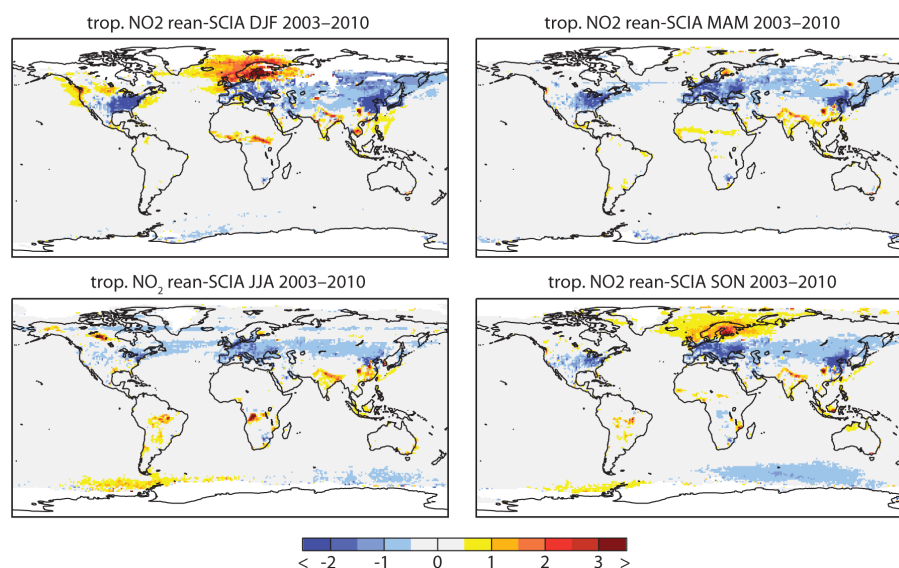 trop. NO2 rean-SCIA DJF 2003–2010
trop. NO2 rean-SCIA MAM 2003–2010
trop. NO₂ rean-SCIA JJA 2003–2010
trop. NO2 rean-SCIA SON 2003–2010
< -2 -1 0 1 2 3 >